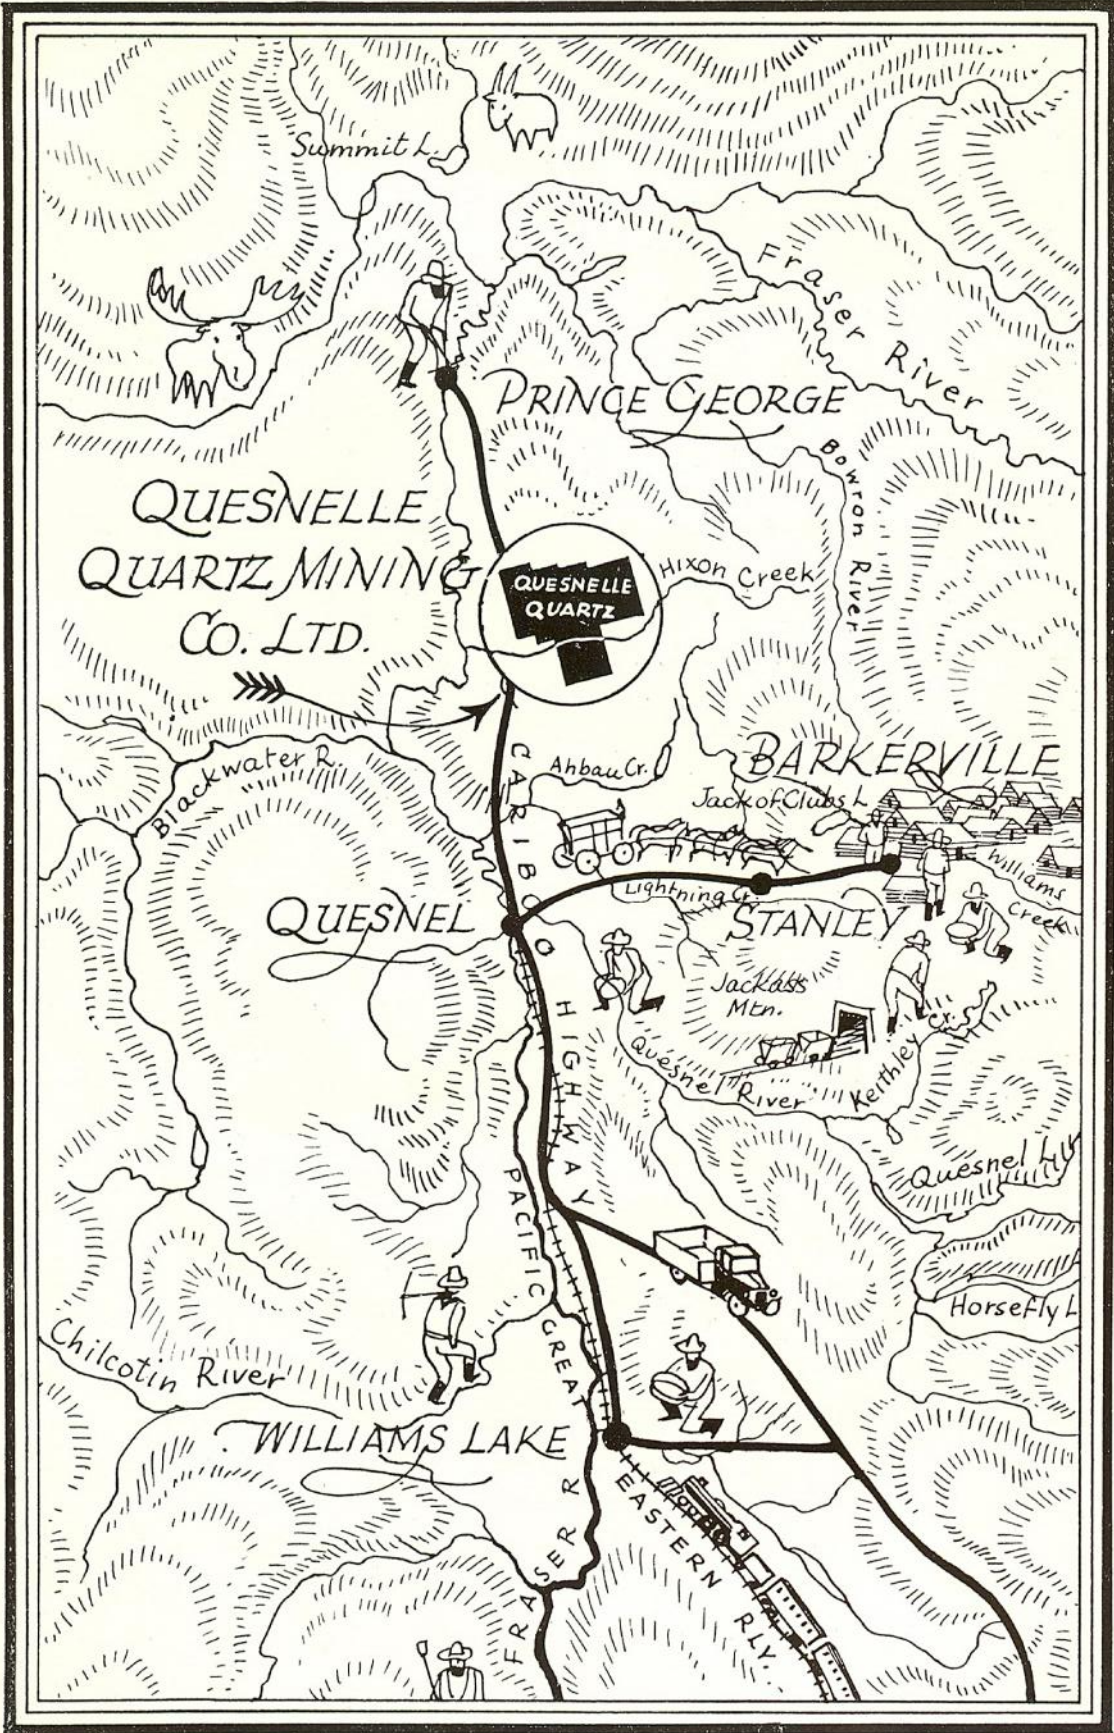 Summit L.
Fraser River
PRINCE GEORGE
Bowron River
QUESNELLE
QUARTZ MINING
CO. LTD.
QUESNELLE
QUARTZ
Hixon Creek
Blackwater R.
CARIBOO HIGHWAY
Ahbau Cr.
BARKERVILLE
Jack of Clubs L.
Lightning Cr.
Williams
Creek
QUESNEL
STANLEY
Jackass
Mtn.
Quesnel River
Keithley Cr.
Quesnel L.
PACIFIC GREAT
EASTERN RLY.
Horsefly L
Chilcotin River
WILLIAMS LAKE
FRASER R